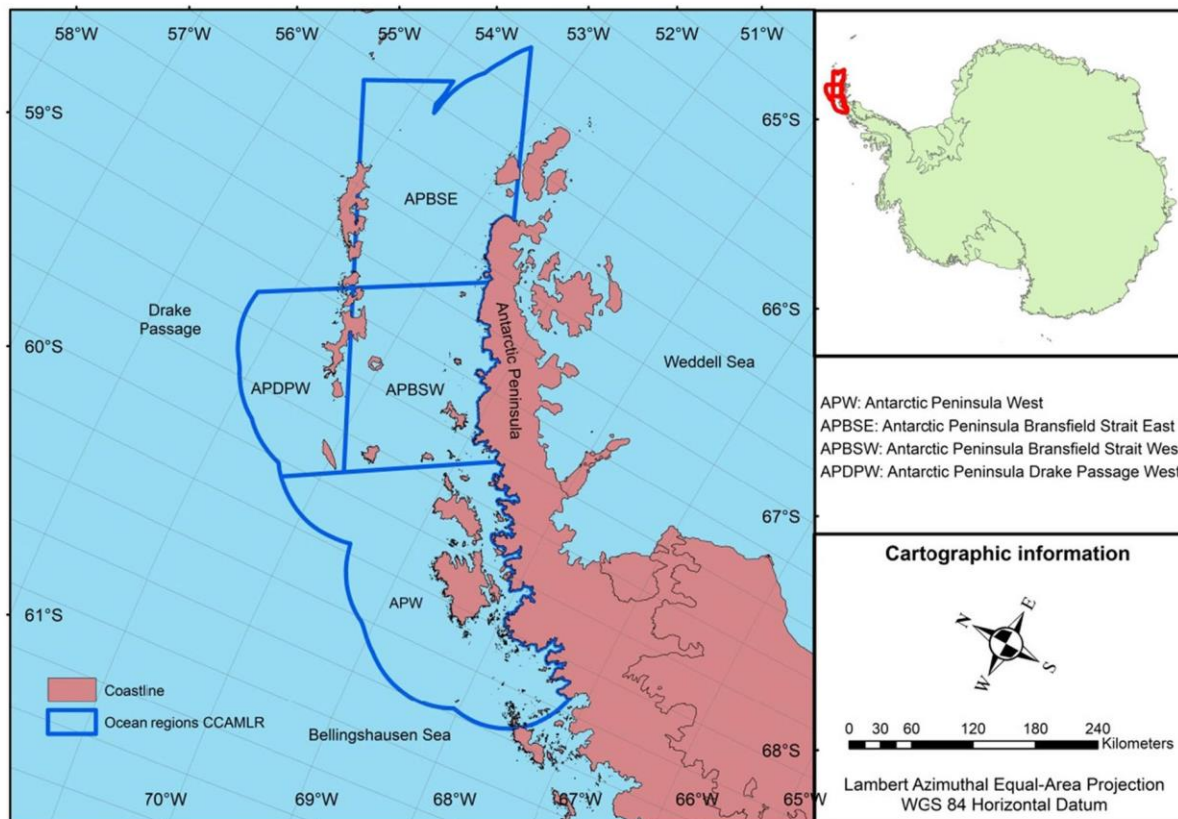 58°W 57°W 56°W 55°W 54°W 53°W 52°W 51°W
59°S
65°S
APBSE
Drake
Passage
60°S
APDPW
APBSW
Antarctic Peninsula
66°S
Weddell Sea
67°S
61°S
APW
Coastline
Ocean regions CCAMLR
Bellingshausen Sea
68°S
70°W 69°W 68°W 67°W 66°W 65°W
APW: Antarctic Peninsula West
APBSE: Antarctic Peninsula Bransfield Strait East
APBSW: Antarctic Peninsula Bransfield Strait West
APDPW: Antarctic Peninsula Drake Passage West
Cartographic information
N E
W S
0 30 60 120 180 240
Kilometers
Lambert Azimuthal Equal-Area Projection
WGS 84 Horizontal Datum